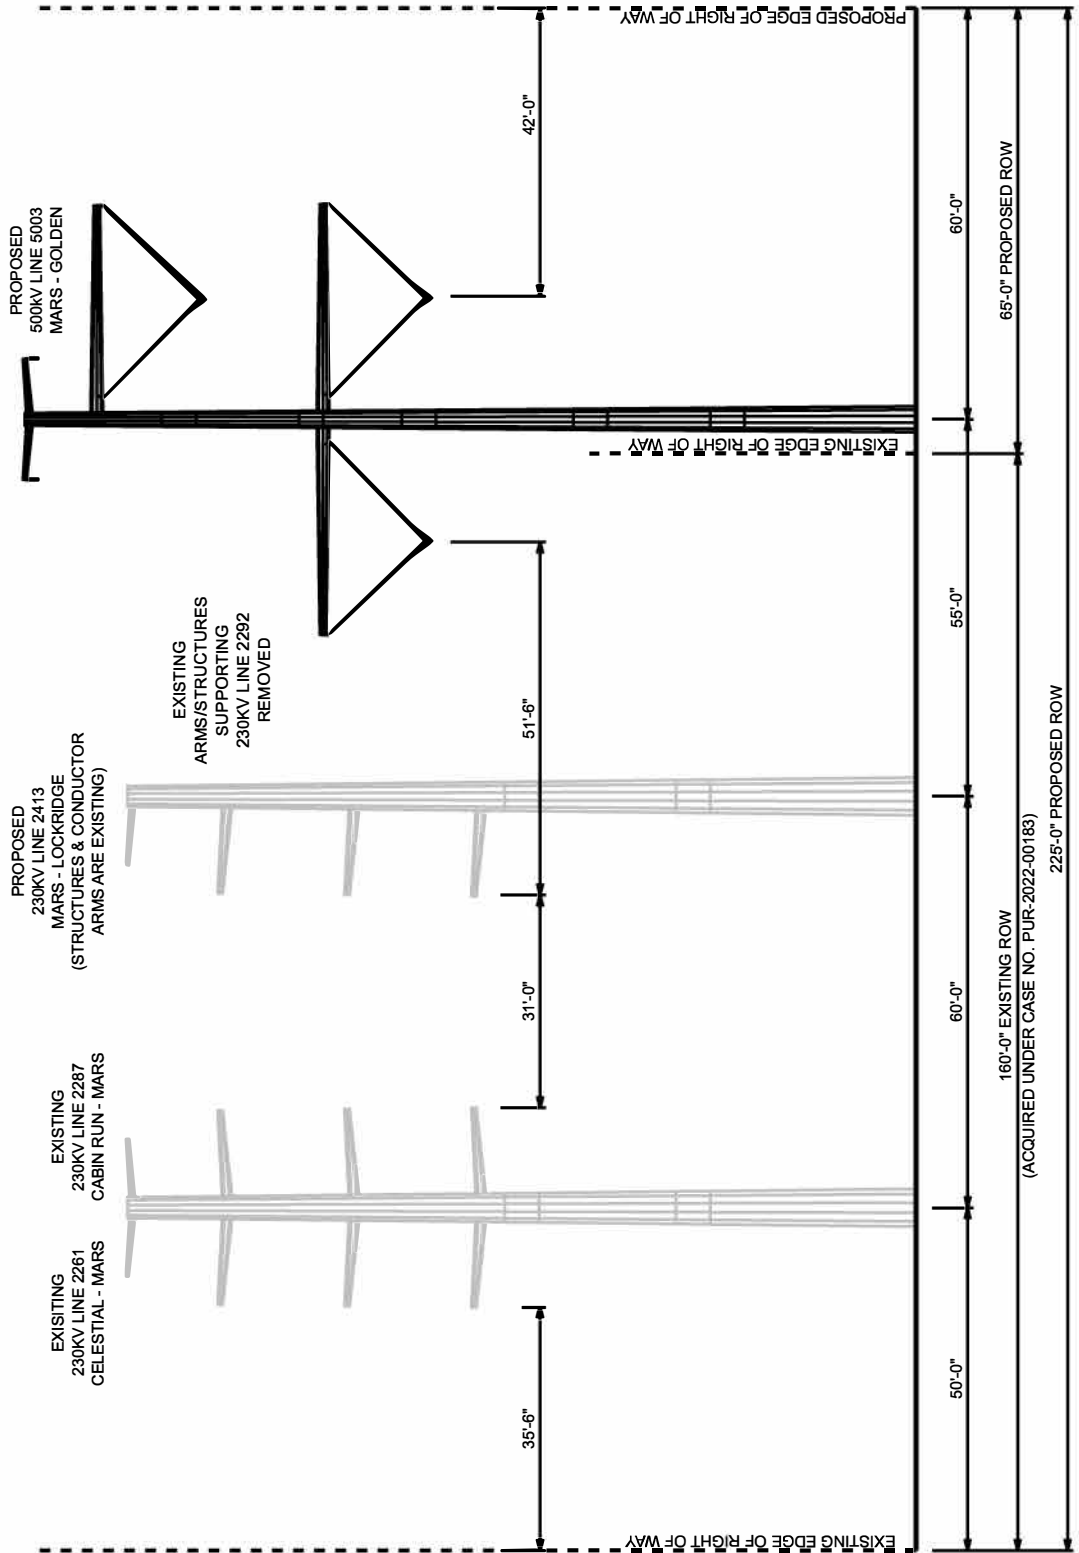 EXISITING
230KV LINE 2261
CELESTIAL - MARS
EXISTING
230KV LINE 2287
CABIN RUN - MARS
PROPOSED
230KV LINE 2413
MARS - LOCKRIDGE
(STRUCTURES & CONDUCTOR
ARMS ARE EXISTING)
EXISTING
ARMS/STRUCTURES
SUPPORTING
230KV LINE 2292
REMOVED
PROPOSED
500KV LINE 5003
MARS - GOLDEN
35'-6"
31'-0"
51'-6"
42'-0"
EXISTING EDGE OF RIGHT OF WAY
EXISTING EDGE OF RIGHT OF WAY
PROPOSED EDGE OF RIGHT OF WAY
50'-0"
60'-0"
55'-0"
60'-0"
160'-0" EXISTING ROW
(ACQUIRED UNDER CASE NO. PUR-2022-00183)
65'-0" PROPOSED ROW
225'-0" PROPOSED ROW